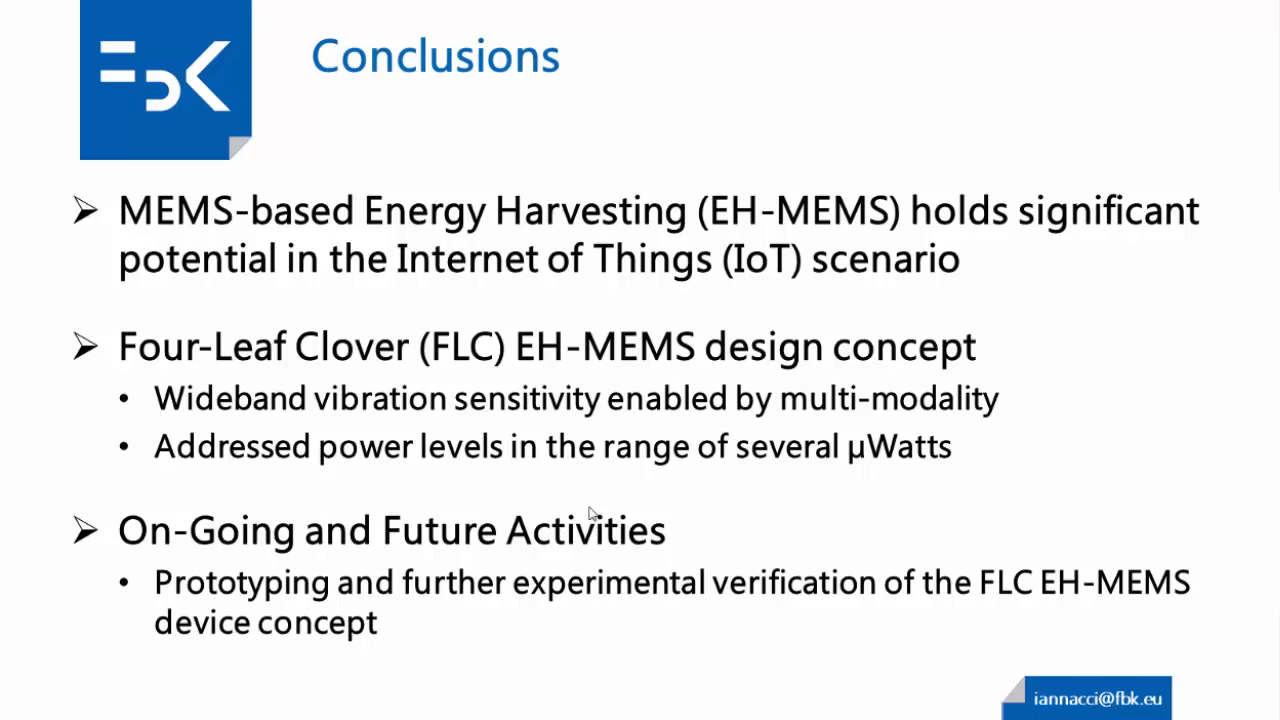 FBK
Conclusions
MEMS-based Energy Harvesting (EH-MEMS) holds significant
potential in the Internet of Things (IoT) scenario
Four-Leaf Clover (FLC) EH-MEMS design concept
• Wideband vibration sensitivity enabled by multi-modality
• Addressed power levels in the range of several µWatts
On-Going and Future Activities
• Prototyping and further experimental verification of the FLC EH-MEMS
device concept
iannacci@fbk.eu